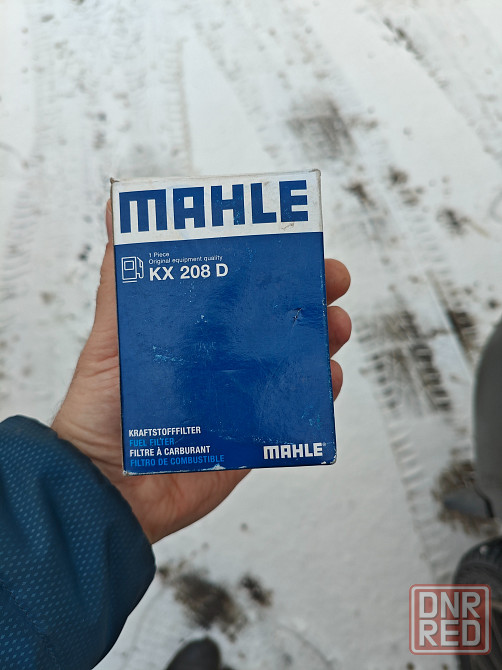 MAHLE
1 Piece
Original equipment quality
KX 208 D
KRAFTSTOFFFILTER
FUEL FILTER
FILTRE À CARBURANT
FILTRO DE COMBUSTIBLE
MAHLE®
DNR
RED